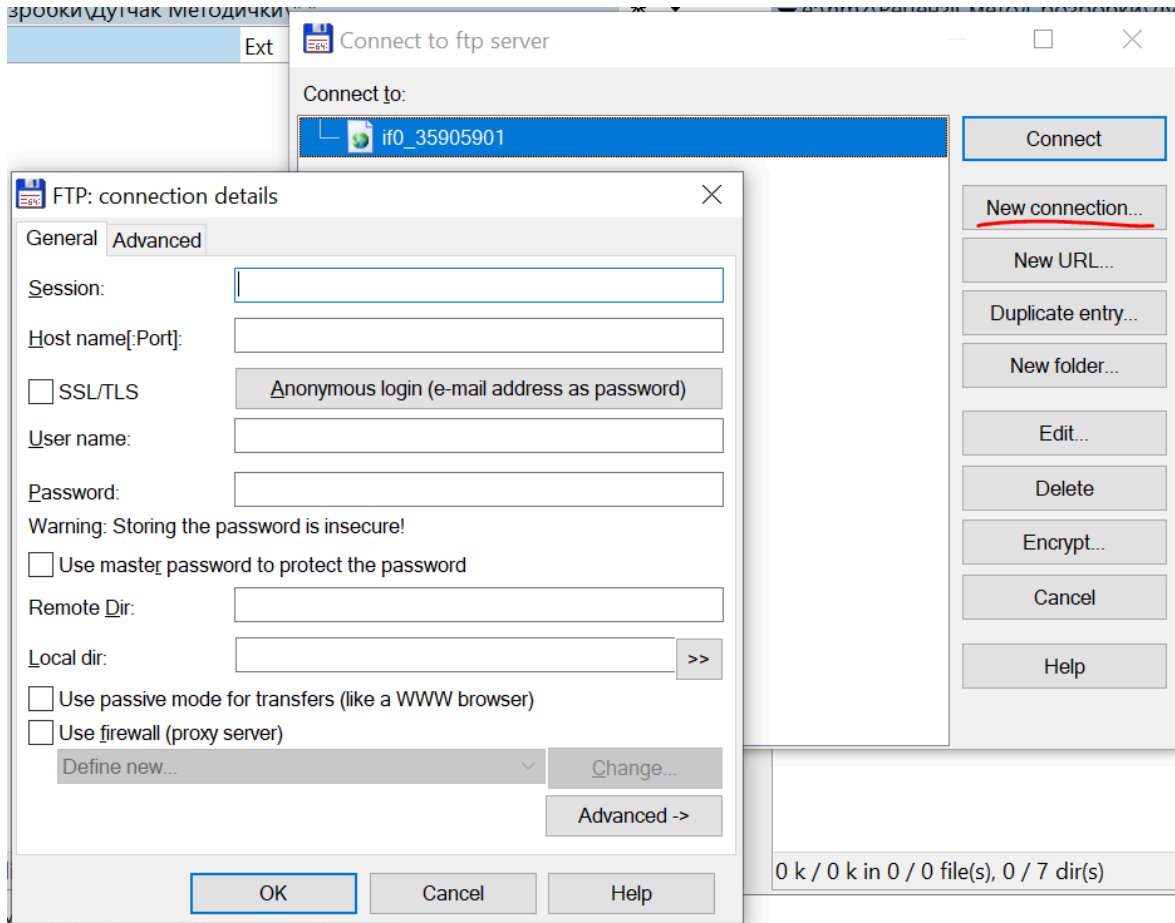 зробки\Дутчак Методички\
Ext
Connect to ftp server
Connect to:
if0_35905901
Connect
New connection...
New URL...
Duplicate entry...
New folder...
Edit...
Delete
Encrypt...
Cancel
Help
FTP: connection details
General Advanced
Session:
Host name[:Port]:
SSL/TLS Anonymous login (e-mail address as password)
User name:
Password:
Warning: Storing the password is insecure!
Use master password to protect the password
Remote Dir:
Local dir: >>
Use passive mode for transfers (like a WWW browser)
Use firewall (proxy server)
Define new... Change...
Advanced ->
OK Cancel Help
0 k / 0 k in 0 / 0 file(s), 0 / 7 dir(s)